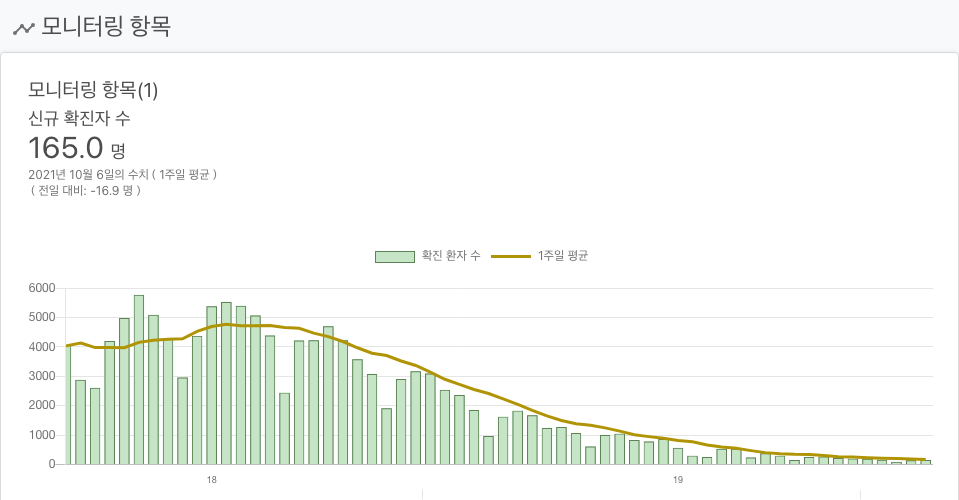 모니터링 항목
모니터링 항목(1)
신규 확진자 수
165.0 명
2021년 10월 6일의 수치 ( 1주일 평균 )
( 전일 대비: -16.9 명 )
확진 환자 수 1주일 평균
6000
5000
4000
3000
2000
1000
0
18 19